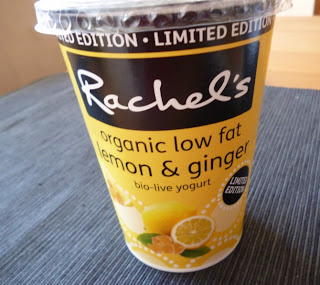 ED EDITION • LIMITED EDITION
Rachel's
organic low fat
lemon & ginger
bio-live yogurt
LIMITED
EDITION